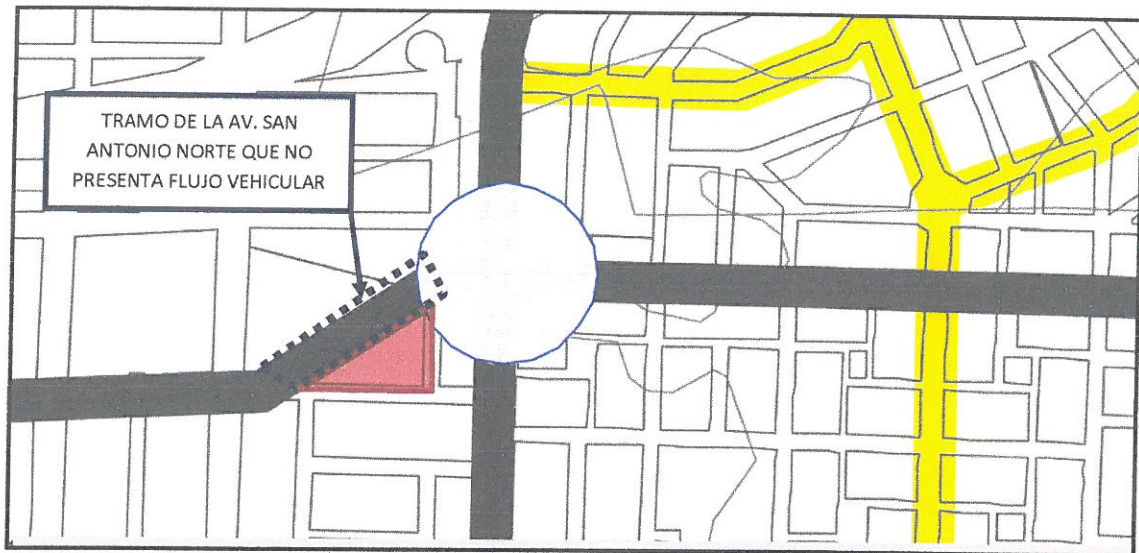 TRAMO DE LA AV. SAN
ANTONIO NORTE QUE NO
PRESENTA FLUJO VEHICULAR